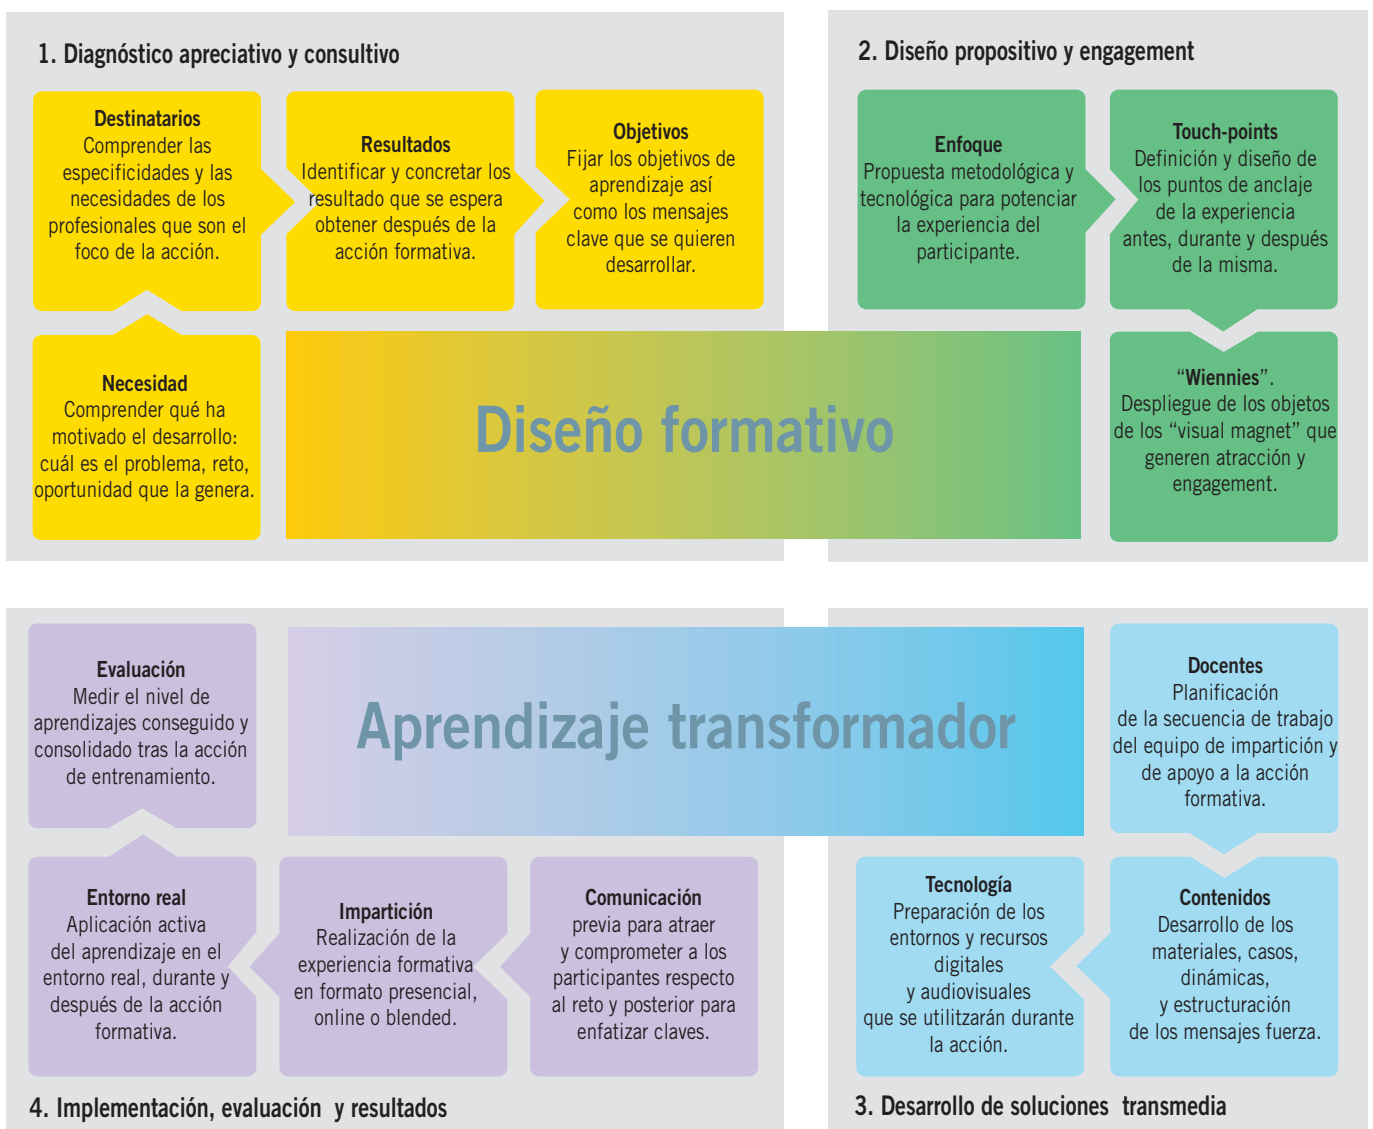 1. Diagnóstico apreciativo y consultivo
Destinatarios
Comprender las
especificidades y las
necesidades de los
profesionales que son el
foco de la acción.
Resultados
Identificar y concretar los
resultado que se espera
obtener después de la
acción formativa.
Objetivos
Fijar los objetivos de
aprendizaje así
como los mensajes
clave que se quieren
desarrollar.
Necesidad
Comprender qué ha
motivado el desarrollo:
cuál es el problema, reto,
oportunidad que la genera.
2. Diseño propositivo y engagement
Enfoque
Propuesta metodológica y
tecnológica para potenciar
la experiencia del
participante.
Touch-points
Definición y diseño de
los puntos de anclaje
de la experiencia
antes, durante y después
de la misma.
“Wiennies”.
Despliegue de los objetos
de los “visual magnet” que
generen atracción y
engagement.
Diseño formativo
Aprendizaje transformador
Evaluación
Medir el nivel de
aprendizajes conseguido y
consolidado tras la acción
de entrenamiento.
Entorno real
Aplicación activa
del aprendizaje en el
entorno real, durante y
después de la acción
formativa.
Impartición
Realización de la
experiencia formativa
en formato presencial,
online o blended.
Comunicación
previa para atraer
y comprometer a los
participantes respecto
al reto y posterior para
enfatizar claves.
4. Implementación, evaluación y resultados
Docentes
Planificación
de la secuencia de trabajo
del equipo de impartición y
de apoyo a la acción
formativa.
Tecnología
Preparación de los
entornos y recursos
digitales
y audiovisuales
que se utilitzarán durante
la acción.
Contenidos
Desarrollo de los
materiales, casos,
dinámicas,
y estructuración
de los mensajes fuerza.
3. Desarrollo de soluciones transmedia